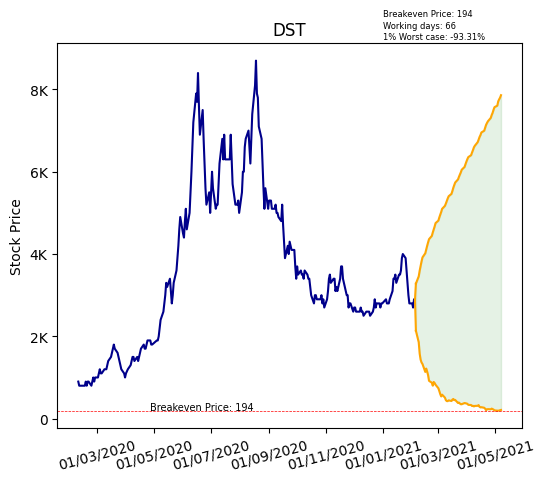 Breakeven Price: 194
Working days: 66
1% Worst case: -93.31%
DST
Stock Price
8K
6K
4K
2K
0
Breakeven Price: 194
01/03/2020
01/05/2020
01/07/2020
01/09/2020
01/11/2020
01/01/2021
01/03/2021
01/05/2021